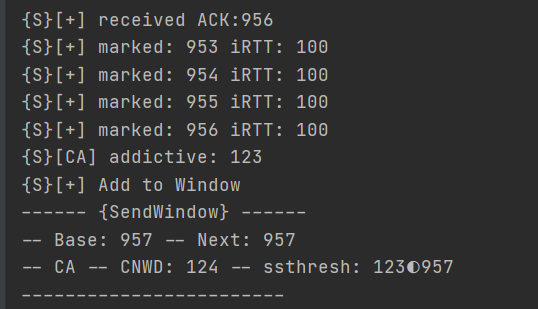 {S}[+] received ACK:956
{S}[+] marked: 953 iRTT: 100
{S}[+] marked: 954 iRTT: 100
{S}[+] marked: 955 iRTT: 100
{S}[+] marked: 956 iRTT: 100
{S}[CA] addictive: 123
{S}[+] Add to Window
------ {SendWindow} ------
-- Base: 957 -- Next: 957
-- CA -- CNWD: 124 -- ssthresh: 123◐957
-------------------------